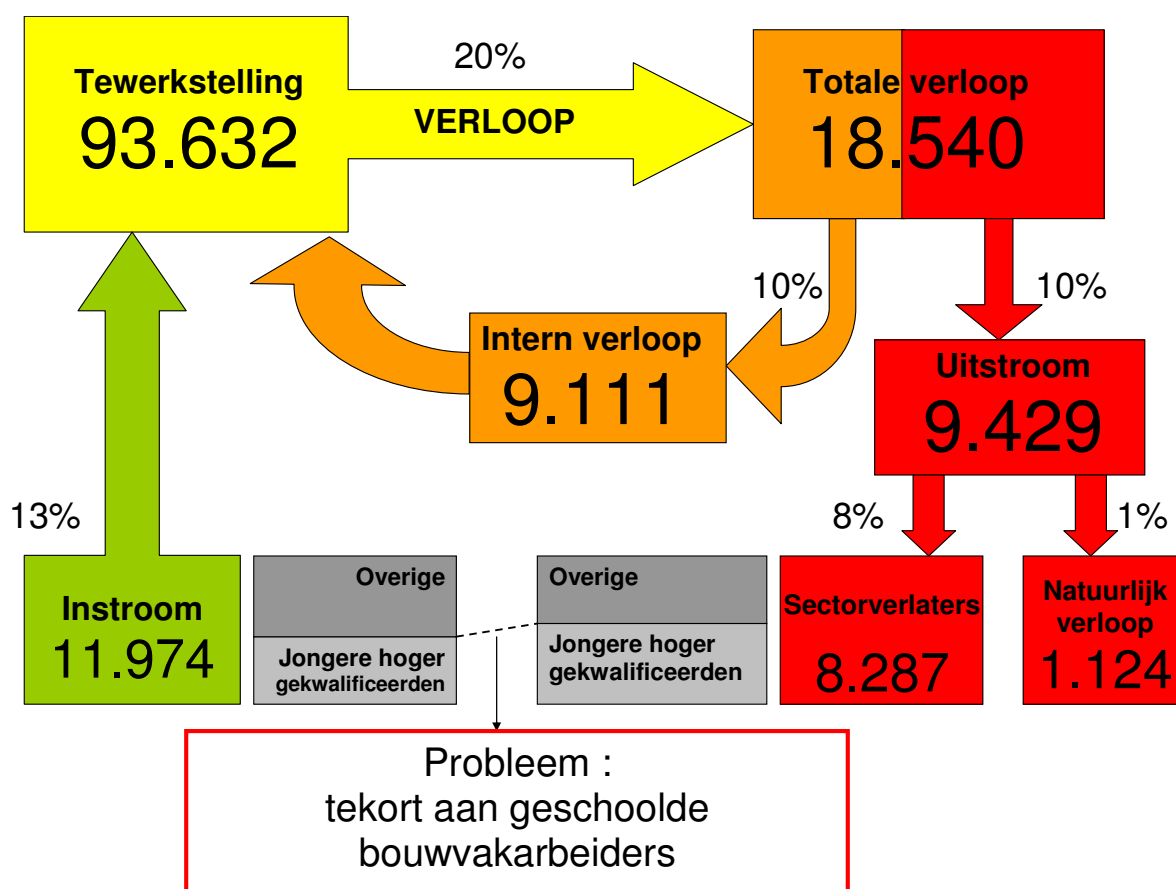 Tewerkstelling
93.632
20%
VERLOOP
Totale verloop
18.540
10%
10%
Intern verloop
9.111
Uitstroom
9.429
13%
8%
1%
Instroom
11.974
Overige
Jongere hoger
gekwalificeerden
Overige
Jongere hoger
gekwalificeerden
Sectorverlaters
8.287
Natuurlijk
verloop
1.124
Probleem :
tekort aan geschoolde
bouwvakarbeiders